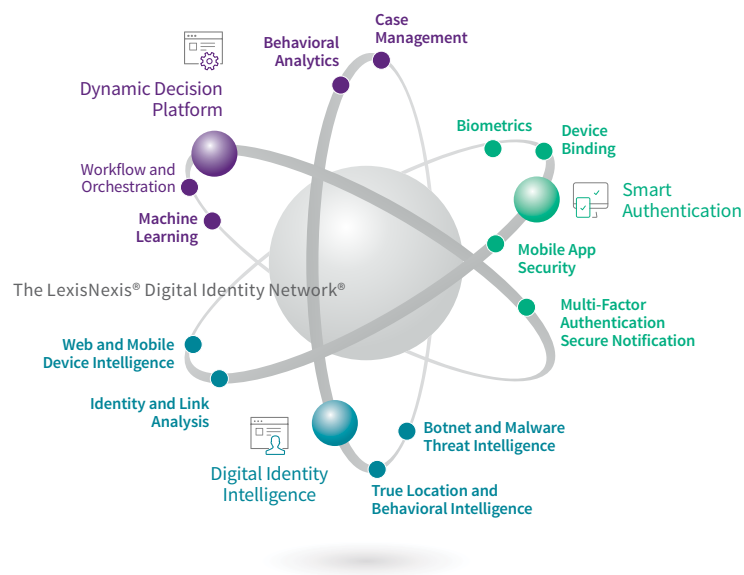 Case
Management
Behavioral
Analytics
Dynamic Decision
Platform
Biometrics
Device
Binding
Workflow and
Orchestration
Smart
Authentication
Machine
Learning
Mobile App
Security
The LexisNexis® Digital Identity Network®
Multi-Factor
Authentication
Secure Notification
Web and Mobile
Device Intelligence
Identity and Link
Analysis
Botnet and Malware
Threat Intelligence
Digital Identity
Intelligence
True Location and
Behavioral Intelligence